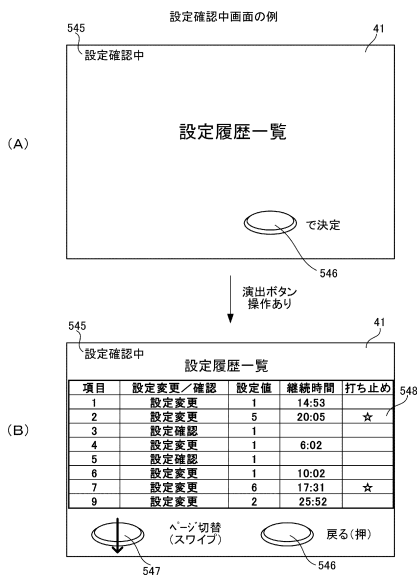 設定確認中画面の例
545
41
設定確認中
(A)
設定履歴一覧
で決定
546
演出ボタン
操作あり
545
41
設定確認中
設定履歴一覧
(B)
項目 設定変更／確認 設定値 継続時間 打ち止め
548
1 設定変更 1 14:53
2 設定変更 5 20:05 ☆
3 設定確認 1
4 設定変更 1 6:02
5 設定確認 1
6 設定変更 1 10:02
7 設定変更 6 17:31 ☆
9 設定変更 2 25:52
ページ切替
(スワイプ)
戻る(押)
547
546